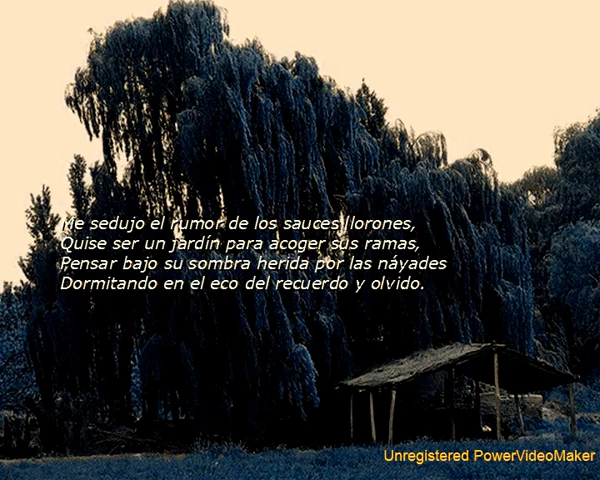 Me sedujo el rumor de los sauces llorones,
Quise ser un jardín para acoger sus ramas,
Pensar bajo su sombra herida por las náyades
Dormitando en el eco del recuerdo y olvido.
Unregistered PowerVideoMaker